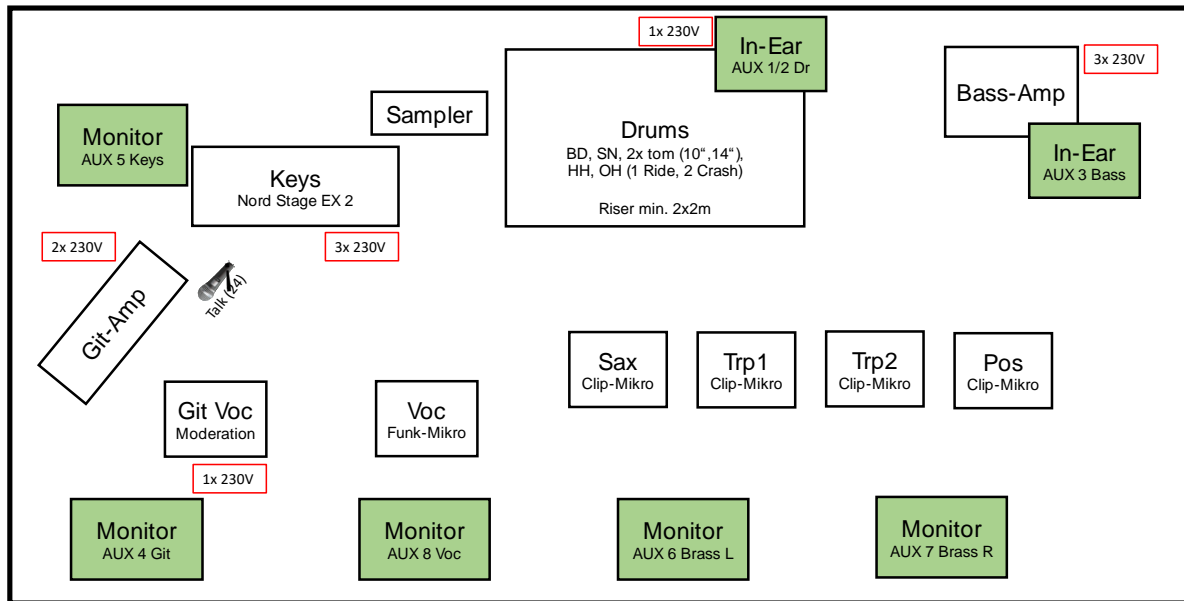 1x 230V
In-Ear
AUX 1/2 Dr
3x 230V
Bass-Amp
In-Ear
AUX 3 Bass
Sampler
Drums
BD, SN, 2x tom (10“,14“),
HH, OH (1 Ride, 2 Crash)
Riser min. 2x2m
Monitor
AUX 5 Keys
Keys
Nord Stage EX 2
2x 230V
3x 230V
Git-Amp
Talk (24)
Sax
Clip-Mikro
Trp1
Clip-Mikro
Trp2
Clip-Mikro
Pos
Clip-Mikro
Git Voc
Moderation
Voc
Funk-Mikro
1x 230V
Monitor
AUX 4 Git
Monitor
AUX 8 Voc
Monitor
AUX 6 Brass L
Monitor
AUX 7 Brass R